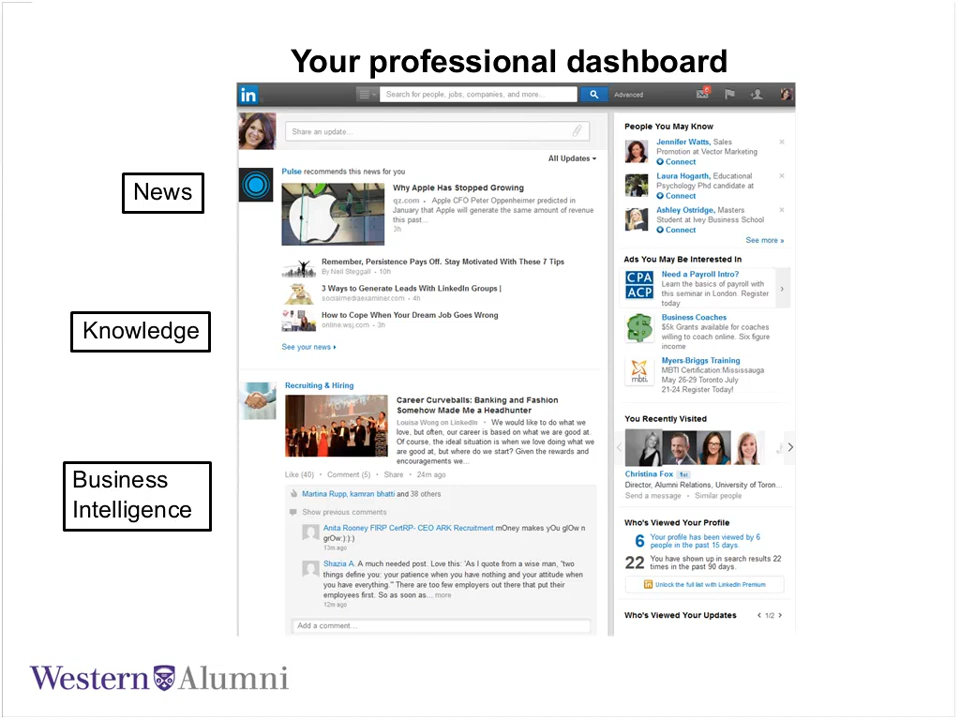 Your professional dashboard
in
Search for people, jobs, companies, and more...
Advanced
6
Share an update...
All Updates
Pulse recommends this news for you
Why Apple Has Stopped Growing
qz.com • Apple CFO Peter Oppenheimer predicted in
January that Apple will generate the same amount of revenue
this past...
3h
Remember, Persistence Pays Off. Stay Motivated With These 7 Tips
By Neil Steggall • 10h
3 Ways to Generate Leads With LinkedIn Groups |
socialmediaexaminer.com • 4h
How to Cope When Your Dream Job Goes Wrong
online.wsj.com • 3h
See your news
Recruiting & Hiring
Career Curveballs: Banking and Fashion
Somehow Made Me a Headhunter
Louisa Wong on LinkedIn • We would like to do what we
love, but often, our career is based on what we are good at.
Of course, the ideal situation is when we love doing what we
are good at, but where do we start? Given the rewards and
encouragements we...
Like (40) • Comment (5) • Share • 24m ago
Martina Rupp, kamran bhatti and 38 others
Show previous comments
Anita Rooney FIRP CertRP- CEO ARK Recruitment mOney makes yOu glOw n
grOw:):):)
13m ago
Shazia A. A much needed post. Love this: 'As I quote from a wise man, "two
things define you: your patience when you have nothing and your attitude when
you have everything."' There are too few employers out there that put their
employees first. So as soon as... more
12m ago
Add a comment...
People You May Know
Jennifer Watts, Sales
Promotion at Vector Marketing
Connect
Laura Hogarth, Educational
Psychology Phd candidate at
Connect
Ashley Ostridge, Masters
Student at Ivey Business School
Connect
See more »
Ads You May Be Interested In
CPA
ACP
Need a Payroll Intro?
Learn the basics of payroll with
this seminar in London. Register
today
Business Coaches
$5k Grants available for coaches
willing to coach online. Six figure
income
mbti.
Myers-Briggs Training
MBTI Certification:Mississauga
May 26-29 Toronto July
21-24 Register Today!
You Recently Visited
Christina Fox 1st
Director, Alumni Relations, University of Toron...
Send a message • Similar people
Who's Viewed Your Profile
6 Your profile has been viewed by 6
people in the past 15 days.
22 You have shown up in search results 22
times in the past 90 days.
in Unlock the full list with LinkedIn Premium
Who's Viewed Your Updates
< 1/2 >
News
Knowledge
Business
Intelligence
Western Alumni